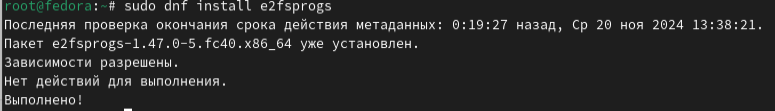 root@fedora:~# sudo dnf install e2fsprogs
Последняя проверка окончания срока действия метаданных: 0:19:27 назад, Ср 20 ноя 2024 13:38:21.
Пакет e2fsprogs-1.47.0-5.fc40.x86_64 уже установлен.
Зависимости разрешены.
Нет действий для выполнения.
Выполнено!